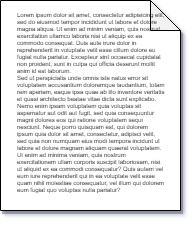 Lorem ipsum dolor sit amet, consectetur adipisicing elit,
sed do eiusmod tempor incididunt ut labore et dolore
magna aliqua. Ut enim ad minim veniam, quis nostrud
exercitation ullamco laboris nisi ut aliquip ex ea
commodo consequat. Duis aute irure dolor in
reprehenderit in voluptate velit esse cillum dolore eu
fugiat nulla pariatur. Excepteur sint occaecat cupidatat
non proident, sunt in culpa qui officia deserunt mollit
anim id est laborum.
Sed ut perspiciatis unde omnis iste natus error sit
voluptatem accusantium doloremque laudantium, totam
rem aperiam, eaque ipsa quae ab illo inventore veritatis
et quasi architecto beatae vitae dicta sunt explicabo.
Nemo enim ipsam voluptatem quia voluptas sit
aspernatur aut odit aut fugit, sed quia consequuntur
magni dolores eos qui ratione voluptatem sequi
nesciunt. Neque porro quisquam est, qui dolorem
ipsum quia dolor sit amet, consectetur, adipisci velit,
sed quia non numquam eius modi tempora incidunt ut
labore et dolore magnam aliquam quaerat voluptatem.
Ut enim ad minima veniam, quis nostrum
exercitationem ullam corporis suscipit laboriosam, nisi
ut aliquid ex ea commodi consequatur? Quis autem vel
eum iure reprehenderit qui in ea voluptate velit esse
quam nihil molestiae consequatur, vel illum qui dolorem
eum fugiat quo voluptas nulla pariatur?